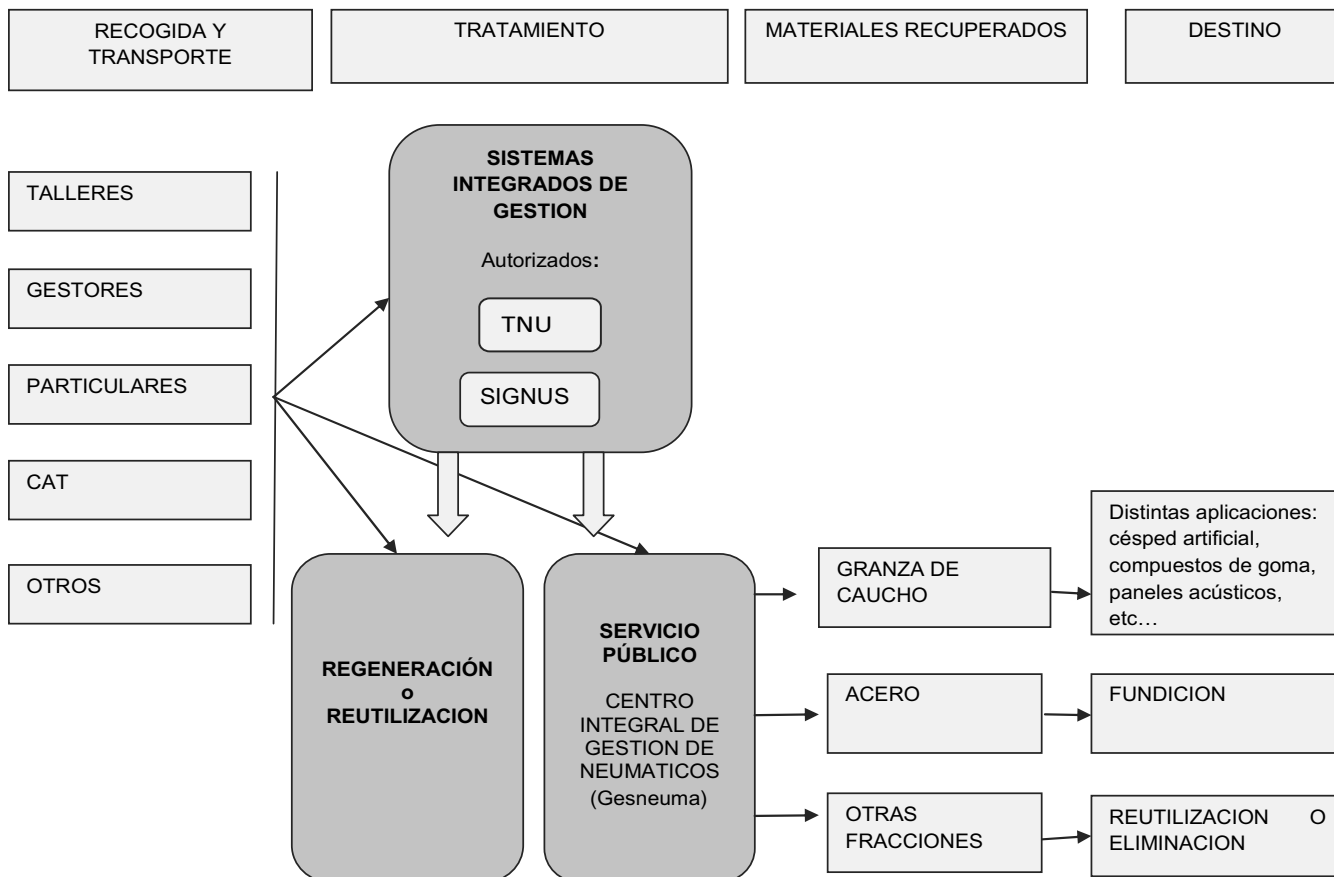 RECOGIDA Y
TRANSPORTE
TRATAMIENTO
MATERIALES RECUPERADOS
DESTINO
TALLERES
GESTORES
PARTICULARES
CAT
OTROS
SISTEMAS
INTEGRADOS DE
GESTION
Autorizados:
TNU
SIGNUS
REGENERACIÓN
o
REUTILIZACION
SERVICIO
PÚBLICO
CENTRO
INTEGRAL DE
GESTION DE
NEUMATICOS
(Gesneuma)
GRANZA DE
CAUCHO
ACERO
OTRAS
FRACCIONES
Distintas aplicaciones:
césped artificial,
compuestos de goma,
paneles acústicos,
etc…
FUNDICION
REUTILIZACION O
ELIMINACION